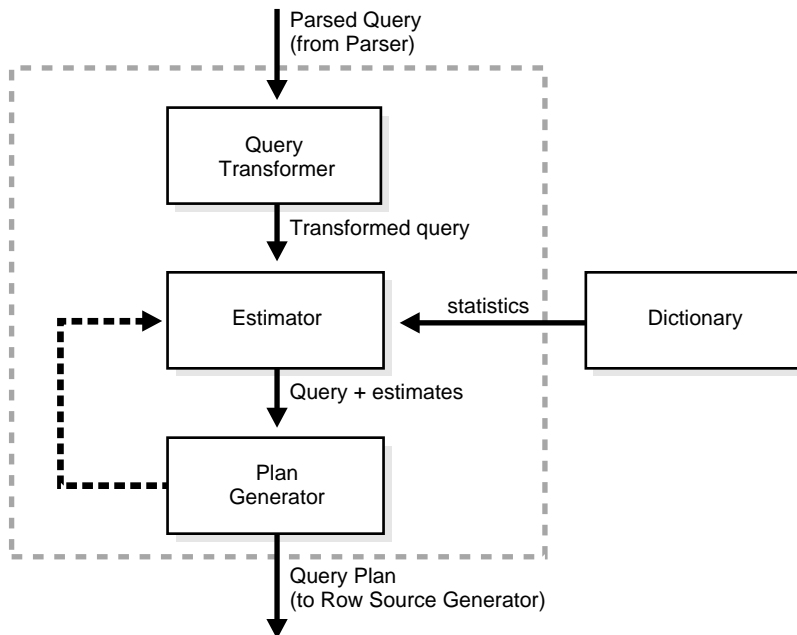 Parsed Query
(from Parser)
Query
Transformer
Transformed query
Estimator
statistics
Dictionary
Query + estimates
Plan
Generator
Query Plan
(to Row Source Generator)